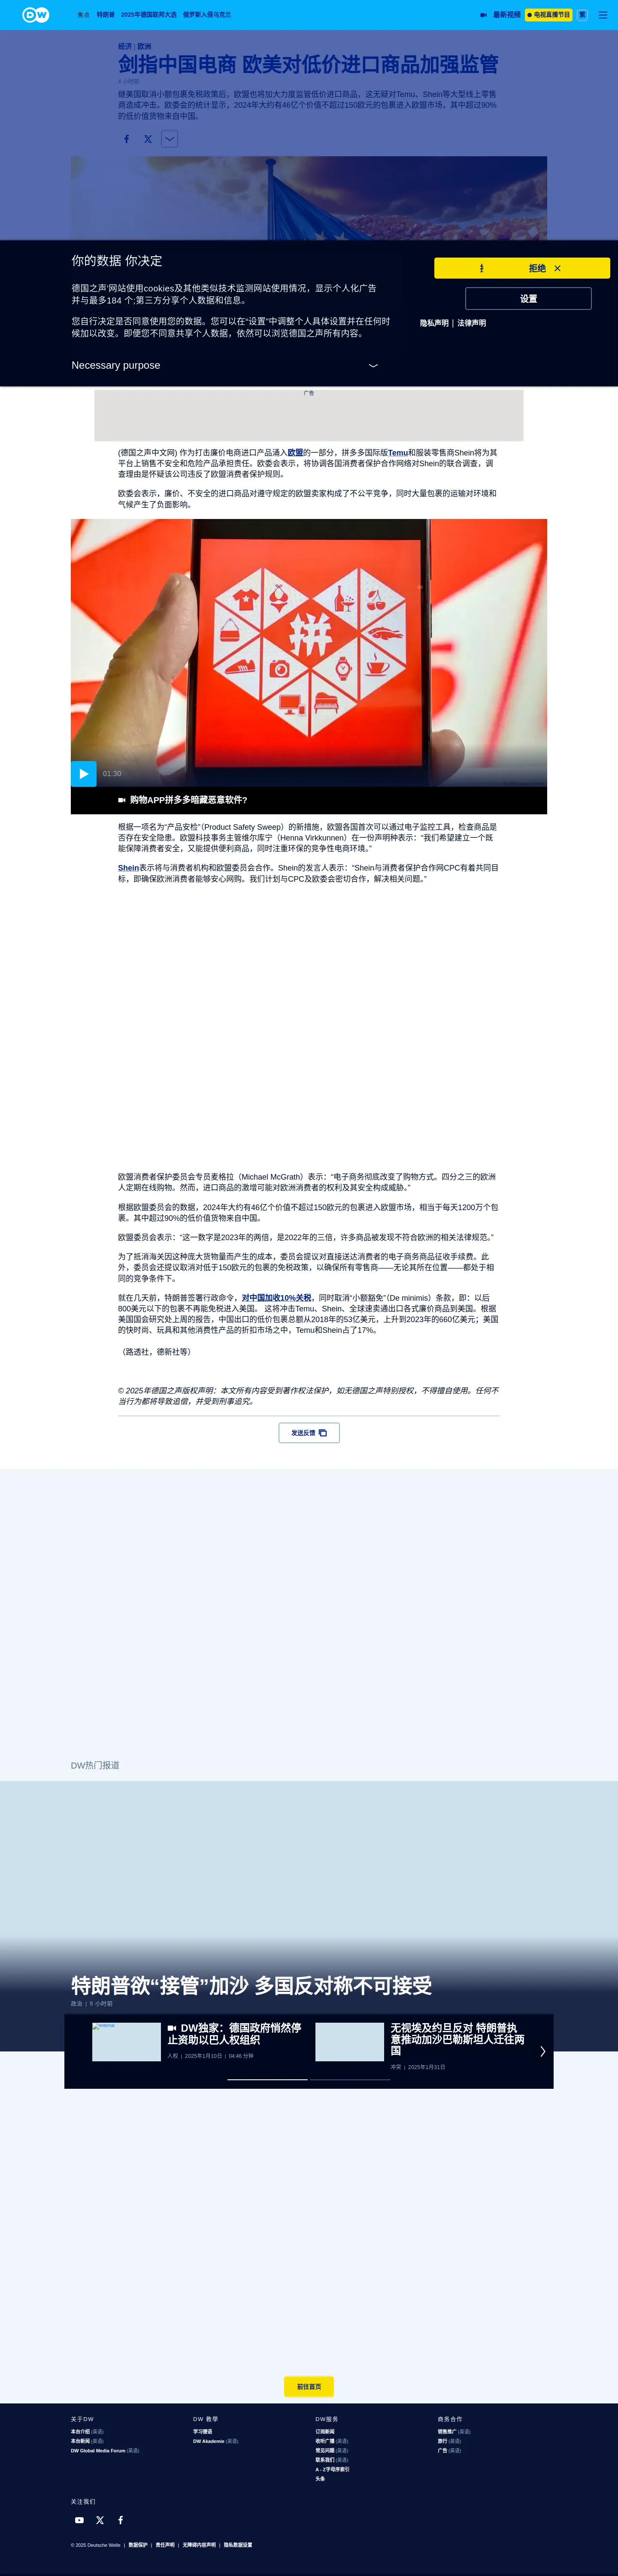 DW
焦点 特朗普 2025年德国联邦大选 俄罗斯入侵乌克兰
最新视频 电视直播节目 繁
经济 | 欧洲
剑指中国电商 欧美对低价进口商品加强监管
4 小时前
继美国取消小额包裹免税政策后，欧盟也将加大力度监管低价进口商品，这无疑对Temu、Shein等大型线上零售
商造成冲击。欧委会的统计显示，2024年大约有46亿个价值不超过150欧元的包裹进入欧盟市场，其中超过90%
的低价值货物来自中国。
你的数据 你决定
德国之声‘网站使用cookies及其他类似技术监测网站使用情况，显示个人化广告
并与最多184 个;第三方分享个人数据和信息。
您自行决定是否同意使用您的数据。您可以在“设置”中调整个人具体设置并在任何时
候加以改变。即便您不同意共享个人数据，依然可以浏览德国之声所有内容。
Necessary purpose
拒绝
设置
隐私声明 | 法律声明
广告
(德国之声中文网) 作为打击廉价电商进口产品涌入欧盟的一部分，拼多多国际版Temu和服装零售商Shein将为其
平台上销售不安全和危险产品承担责任。欧委会表示，将协调各国消费者保护合作网络对Shein的联合调查，调
查理由是怀疑该公司违反了欧盟消费者保护规则。
欧委会表示，廉价、不安全的进口商品对遵守规定的欧盟卖家构成了不公平竞争，同时大量包裹的运输对环境和
气候产生了负面影响。
01:30
购物APP拼多多暗藏恶意软件?
根据一项名为“产品安检”（Product Safety Sweep）的新措施，欧盟各国首次可以通过电子监控工具，检查商品是
否存在安全隐患。欧盟科技事务主管维尔库宁（Henna Virkkunen）在一份声明种表示：“我们希望建立一个既
能保障消费者安全，又能提供便利商品，同时注重环保的竞争性电商环境。”
Shein表示将与消费者机构和欧盟委员会合作。Shein的发言人表示：“Shein与消费者保护合作网CPC有着共同目
标，即确保欧洲消费者能够安心网购。我们计划与CPC及欧委会密切合作，解决相关问题。”
欧盟消费者保护委员会专员麦格拉（Michael McGrath）表示：“电子商务彻底改变了购物方式。四分之三的欧洲
人定期在线购物。然而，进口商品的激增可能对欧洲消费者的权利及其安全构成威胁。”
根据欧盟委员会的数据，2024年大约有46亿个价值不超过150欧元的包裹进入欧盟市场，相当于每天1200万个包
裹。其中超过90%的低价值货物来自中国。
欧盟委员会表示：“这一数字是2023年的两倍，是2022年的三倍，许多商品被发现不符合欧洲的相关法律规范。”
为了抵消海关因这种庞大货物量而产生的成本，委员会提议对直接送达消费者的电子商务商品征收手续费。此
外，委员会还提议取消对低于150欧元的包裹的免税政策，以确保所有零售商——无论其所在位置——都处于相
同的竞争条件下。
就在几天前，特朗普签署行政命令，对中国加收10%关税，同时取消“小额豁免”（De minimis）条款，即：以后
800美元以下的包裹不再能免税进入美国。 这将冲击Temu、Shein、全球速卖通出口各式廉价商品到美国。根据
美国国会研究处上周的报告，中国出口的低价包裹总额从2018年的53亿美元，上升到2023年的660亿美元；美国
的快时尚、玩具和其他消费性产品的折扣市场之中，Temu和Shein占了17%。
（路透社，德新社等）
© 2025年德国之声版权声明：本文所有内容受到著作权法保护，如无德国之声特别授权，不得擅自使用。任何不
当行为都将导致追偿，并受到刑事追究。
发送反馈
DW热门报道
特朗普欲“接管”加沙 多国反对称不可接受
政治 | 5 小时前
DW独家：德国政府悄然停
止资助以巴人权组织
人权 | 2025年1月10日 | 04:46 分钟
无视埃及约旦反对 特朗普执
意推动加沙巴勒斯坦人迁往两
国
冲突 | 2025年1月31日
前往首页
关于DW
本台介绍 (英语)
本台新闻 (英语)
DW Global Media Forum (英语)
DW 教学
学习德语
DW Akademie (英语)
DW服务
订阅新闻
收听广播 (英语)
常见问题 (英语)
联系我们 (英语)
A - Z字母序索引
头条
商务合作
销售推广 (英语)
旅行 (英语)
广告 (英语)
关注我们
© 2025 Deutsche Welle | 数据保护 | 责任声明 | 无障碍内容声明 | 隐私数据设置